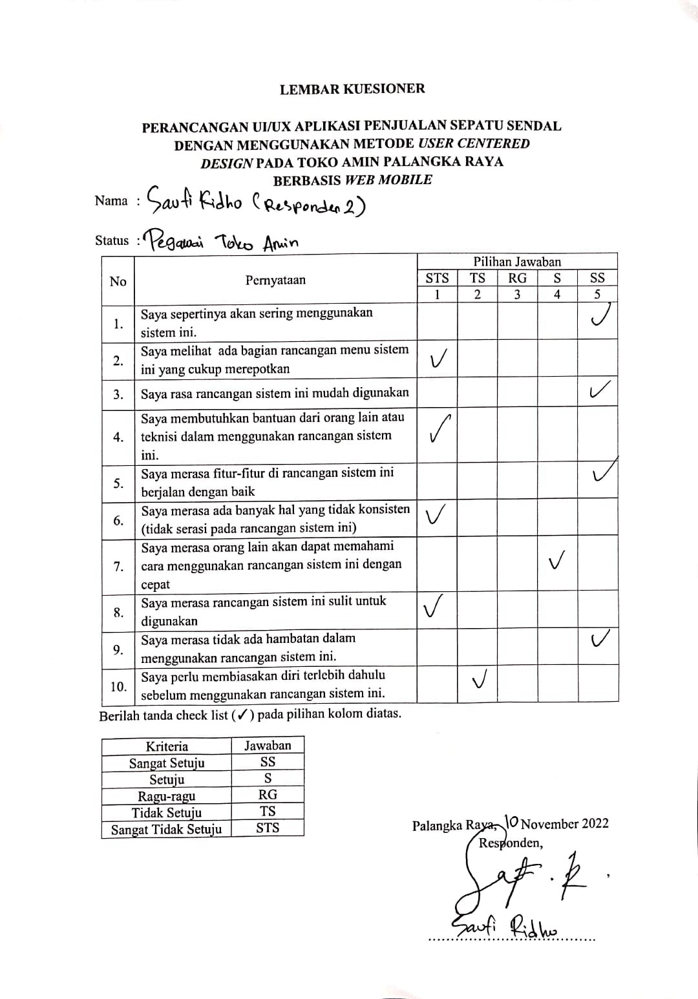 LEMBAR KUESIONER
PERANCANGAN UI/UX APLIKASI PENJUALAN SEPATU SENDAL
DENGAN MENGGUNAKAN METODE USER CENTERED
DESIGN PADA TOKO AMIN PALANGKA RAYA
BERBASIS WEB MOBILE
Nama : Saufi Ridho (Responden 2)
Status : Pegawai Toko Amin
No Pernyataan Pilihan Jawaban
STS TS RG S SS
1 2 3 4 5
1. Saya sepertinya akan sering menggunakan
sistem ini. ✓
2. Saya melihat ada bagian rancangan menu sistem
ini yang cukup merepotkan ✓
3. Saya rasa rancangan sistem ini mudah digunakan ✓
4. Saya membutuhkan bantuan dari orang lain atau
teknisi dalam menggunakan rancangan sistem
ini. ✓
5. Saya merasa fitur-fitur di rancangan sistem ini
berjalan dengan baik ✓
6. Saya merasa ada banyak hal yang tidak konsisten
(tidak serasi pada rancangan sistem ini) ✓
7. Saya merasa orang lain akan dapat memahami
cara menggunakan rancangan sistem ini dengan
cepat ✓
8. Saya merasa rancangan sistem ini sulit untuk
digunakan ✓
9. Saya merasa tidak ada hambatan dalam
menggunakan rancangan sistem ini. ✓
10. Saya perlu membiasakan diri terlebih dahulu
sebelum menggunakan rancangan sistem ini. ✓
Berilah tanda check list (✓) pada pilihan kolom diatas.
Kriteria Jawaban
Sangat Setuju SS
Setuju S
Ragu-ragu RG
Tidak Setuju TS
Sangat Tidak Setuju STS
Palangka Raya, 10 November 2022
Responden,
Saufi Ridho